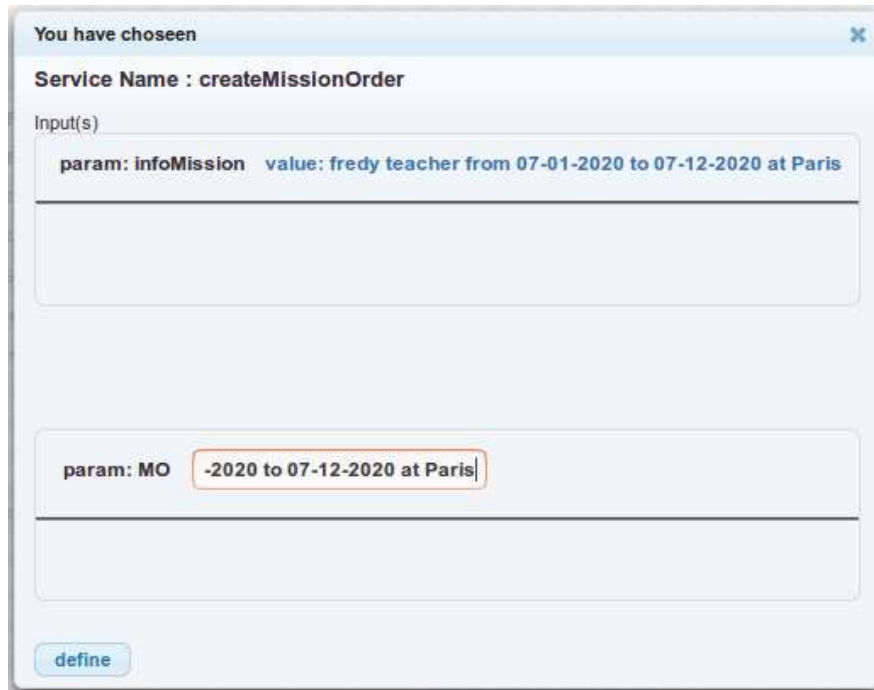 You have choseen
Service Name : createMissionOrder
Input(s)
param: infoMission value: fredy teacher from 07-01-2020 to 07-12-2020 at Paris
param: MO -2020 to 07-12-2020 at Paris
define